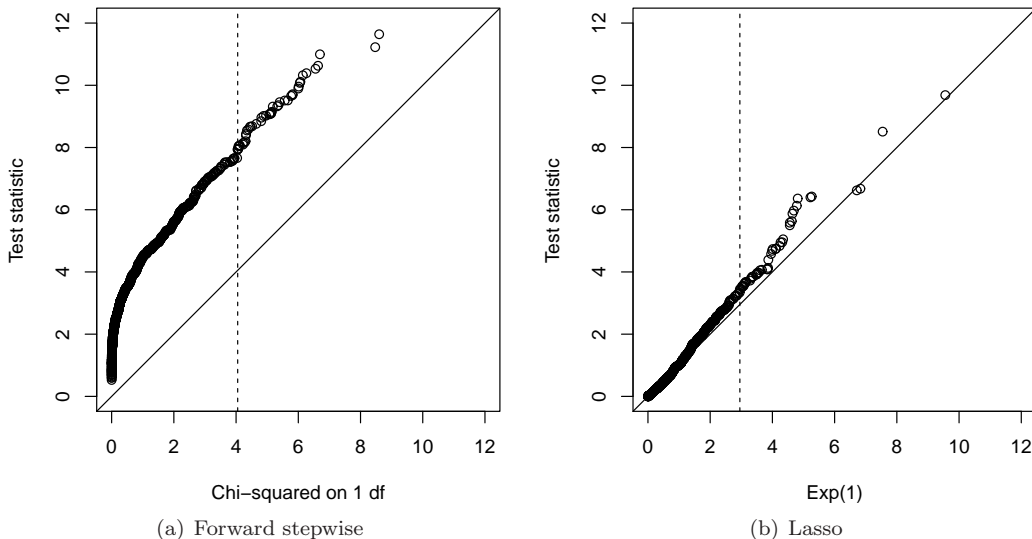 12
10
8
6
4
2
0
Test statistic
0 2 4 6 8 10 12
Chi−squared on 1 df
(a) Forward stepwise
12
10
8
6
4
2
0
Test statistic
0 2 4 6 8 10 12
Exp(1)
(b) Lasso